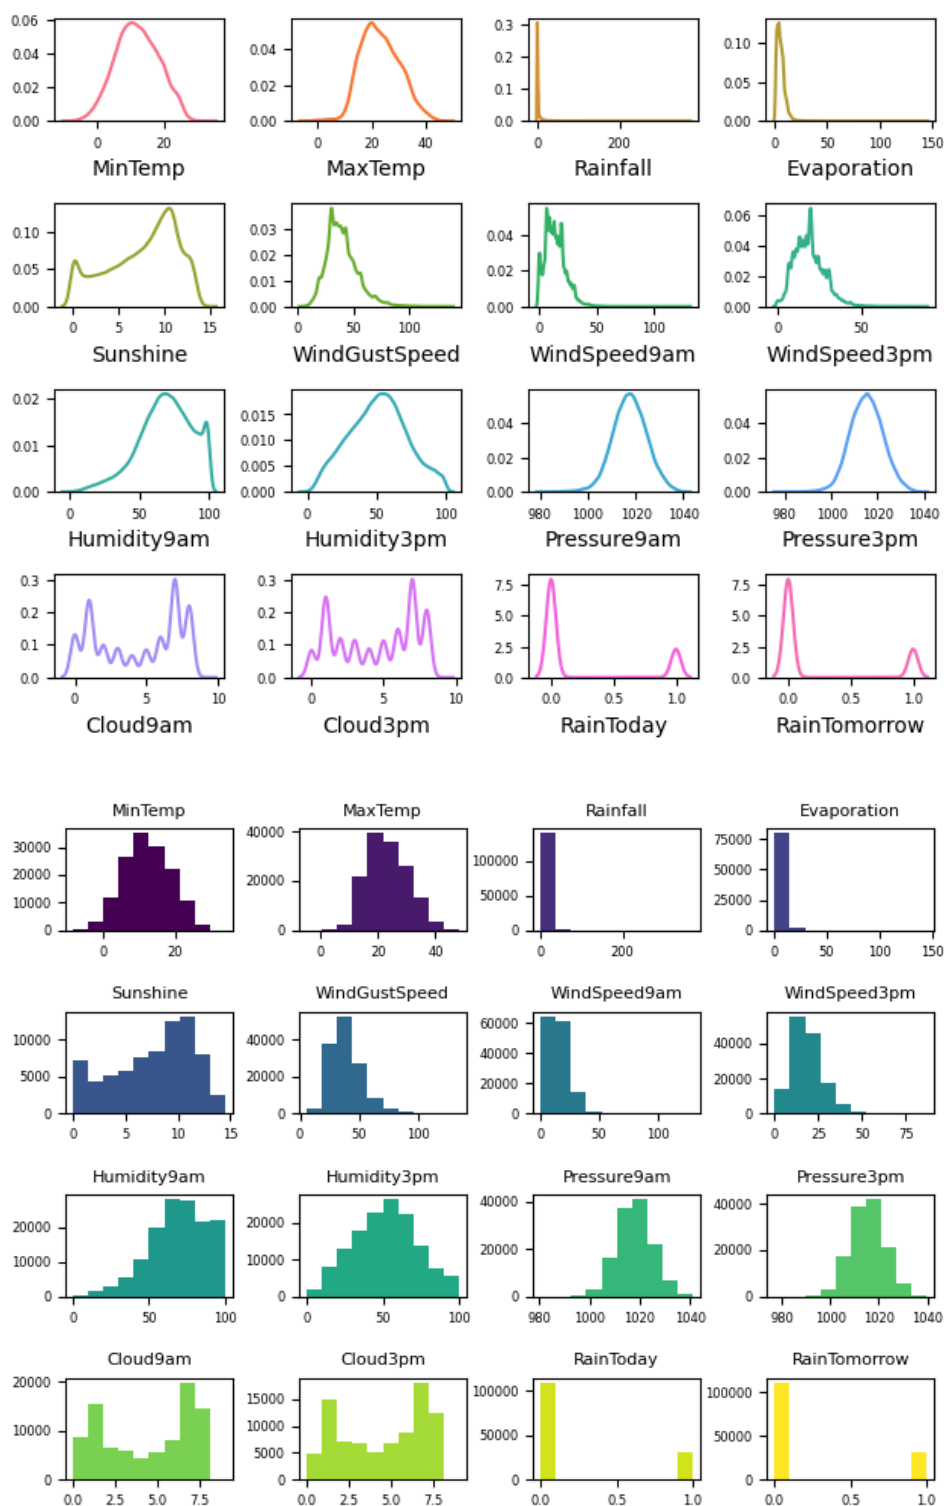 0.06
0.04
0.02
0.00
0 20
MinTemp
0.04
0.02
0.00
0 20 40
MaxTemp
0.3
0.2
0.1
0.0
0 200
Rainfall
0.10
0.05
0.00
0 50 100 150
Evaporation
0.10
0.05
0.00
0 5 10 15
Sunshine
0.03
0.02
0.01
0.00
0 50 100
WindGustSpeed
0.04
0.02
0.00
0 50 100
WindSpeed9am
0.06
0.04
0.02
0.00
0 50
WindSpeed3pm
0.02
0.01
0.00
0 50 100
Humidity9am
0.015
0.010
0.005
0.000
0 50 100
Humidity3pm
0.04
0.02
0.00
980 1000 1020 1040
Pressure9am
0.04
0.02
0.00
980 1000 1020 1040
Pressure3pm
0.3
0.2
0.1
0.0
0 5 10
Cloud9am
0.3
0.2
0.1
0.0
0 5 10
Cloud3pm
7.5
5.0
2.5
0.0
0.0 0.5 1.0
RainToday
7.5
5.0
2.5
0.0
0.0 0.5 1.0
RainTomorrow
MinTemp
30000
20000
10000
0
0 20
MaxTemp
40000
20000
0
0 20 40
Rainfall
100000
50000
0
0 200
Evaporation
75000
50000
25000
0
0 50 100 150
Sunshine
10000
5000
0
0 5 10 15
WindGustSpeed
40000
20000
0
0 50 100
WindSpeed9am
60000
40000
20000
0
0 50 100
WindSpeed3pm
40000
20000
0
0 25 50 75
Humidity9am
20000
10000
0
0 50 100
Humidity3pm
20000
10000
0
0 50 100
Pressure9am
40000
20000
0
980 1000 1020 1040
Pressure3pm
40000
20000
0
980 1000 1020 1040
Cloud9am
20000
10000
0
0.0 2.5 5.0 7.5
Cloud3pm
15000
10000
5000
0
0.0 2.5 5.0 7.5
RainToday
100000
50000
0
0.0 0.5 1.0
RainTomorrow
100000
50000
0
0.0 0.5 1.0